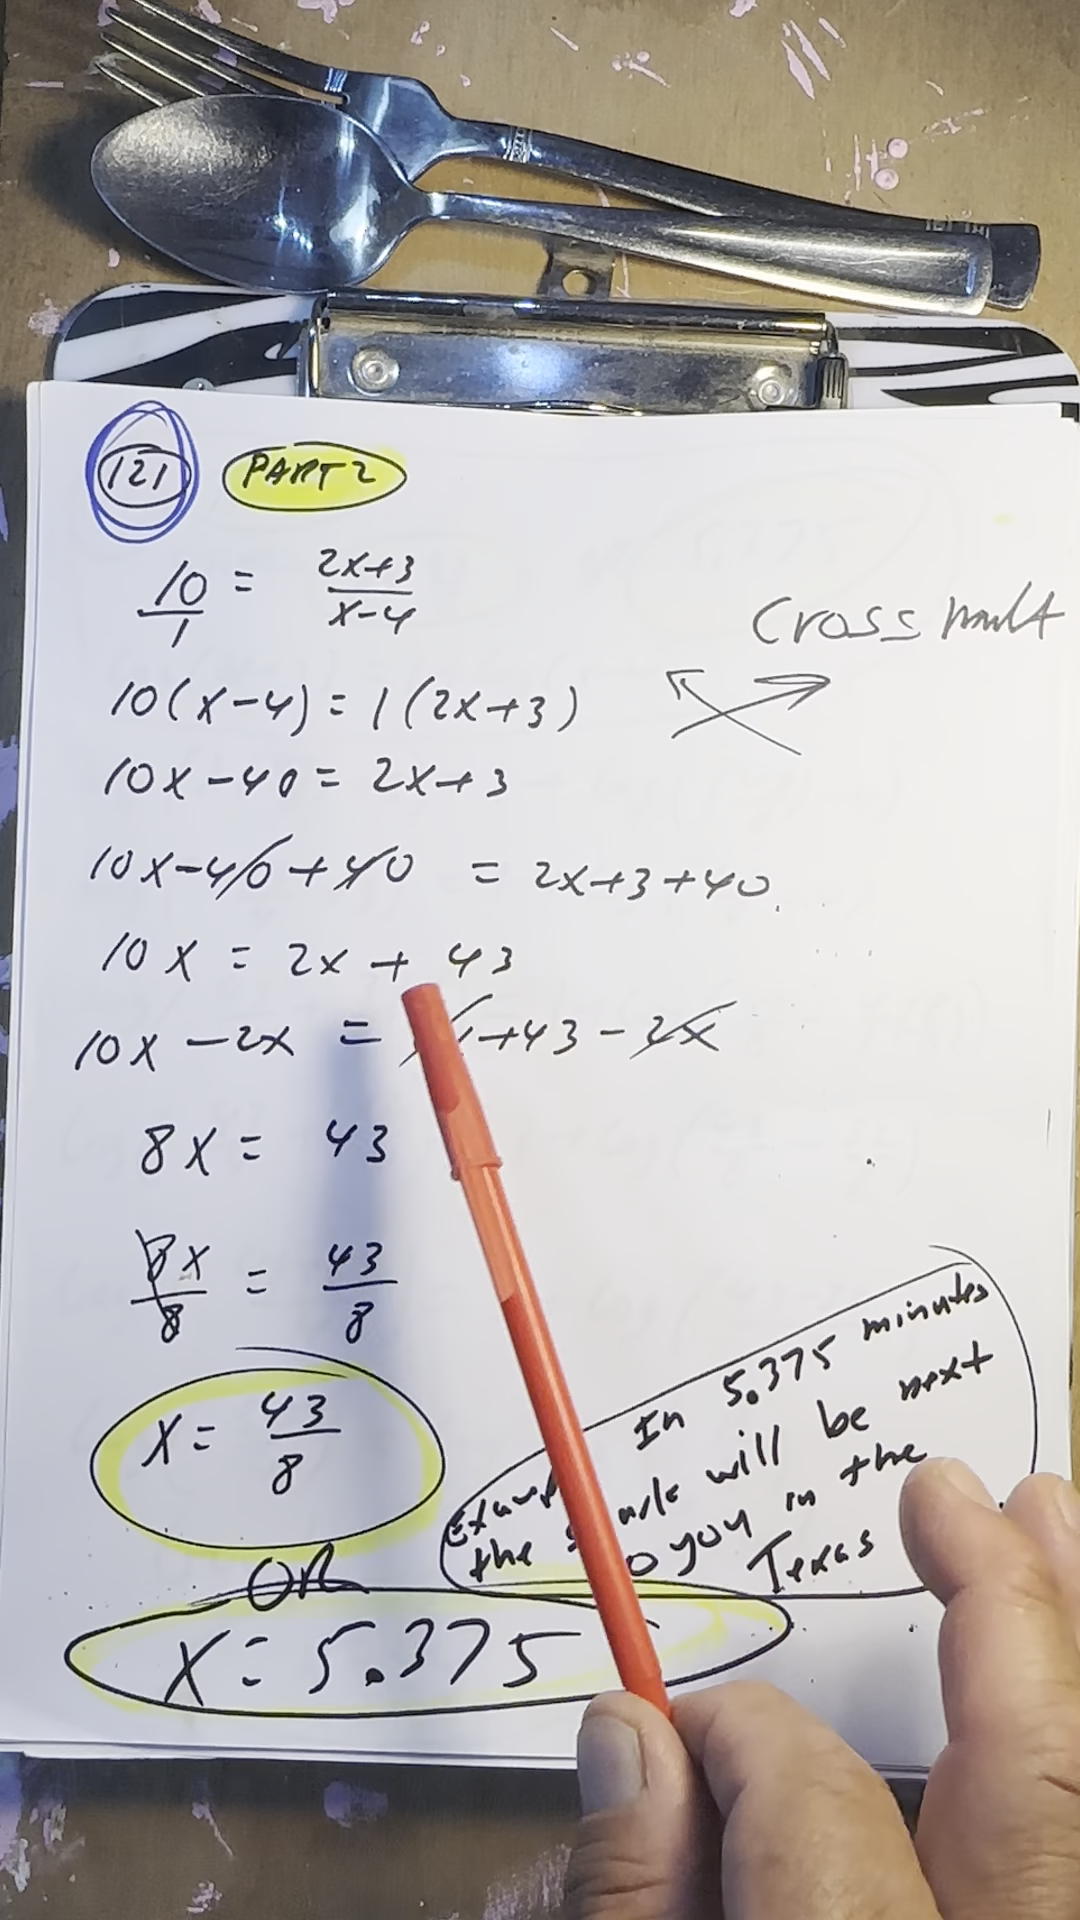 121 PART 2
10/1 = 2x+3/x-4
Cross mult
10(x-4) = 1(2x+3)
10x-40 = 2x+3
10x-40+40 = 2x+3+40
10x = 2x + 43
10x - 2x = +43 - 2x
8x = 43
8x/8 = 43/8
x = 43/8
OR
x = 5.375
In 5.375 minutes
the will be next
you in the
Texas